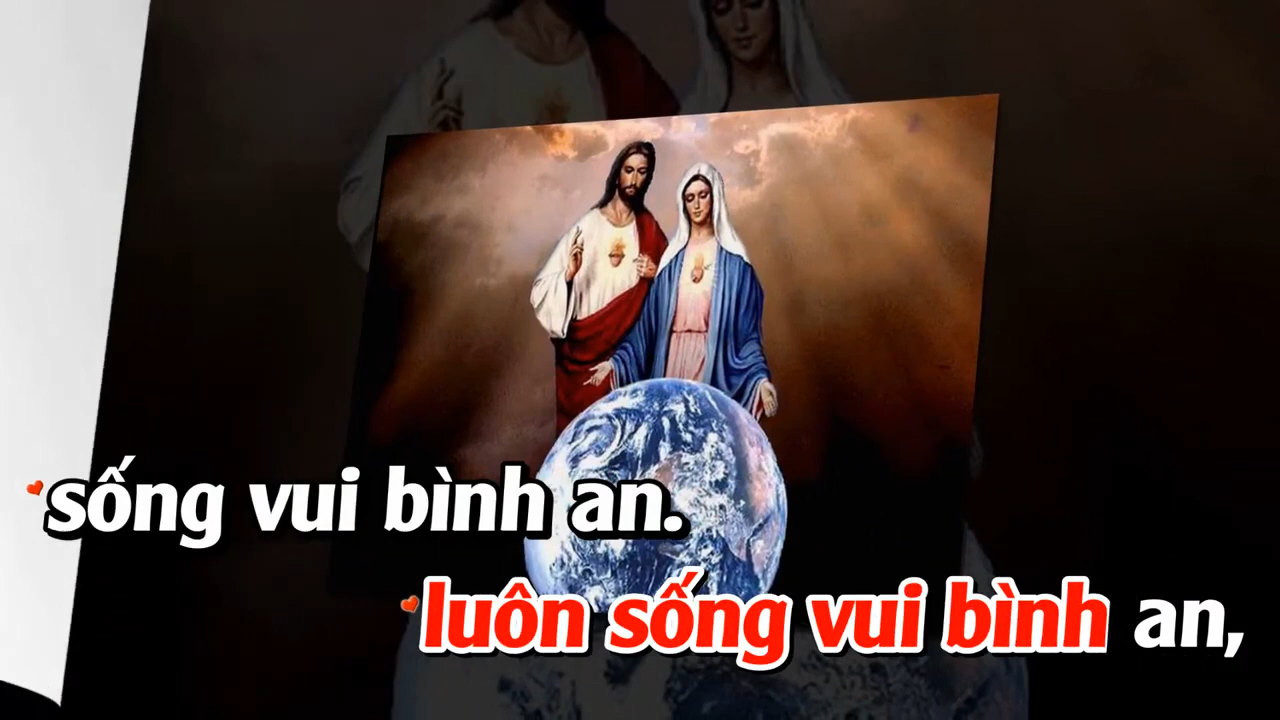 sống vui bình an.
luôn sống vui bình an,